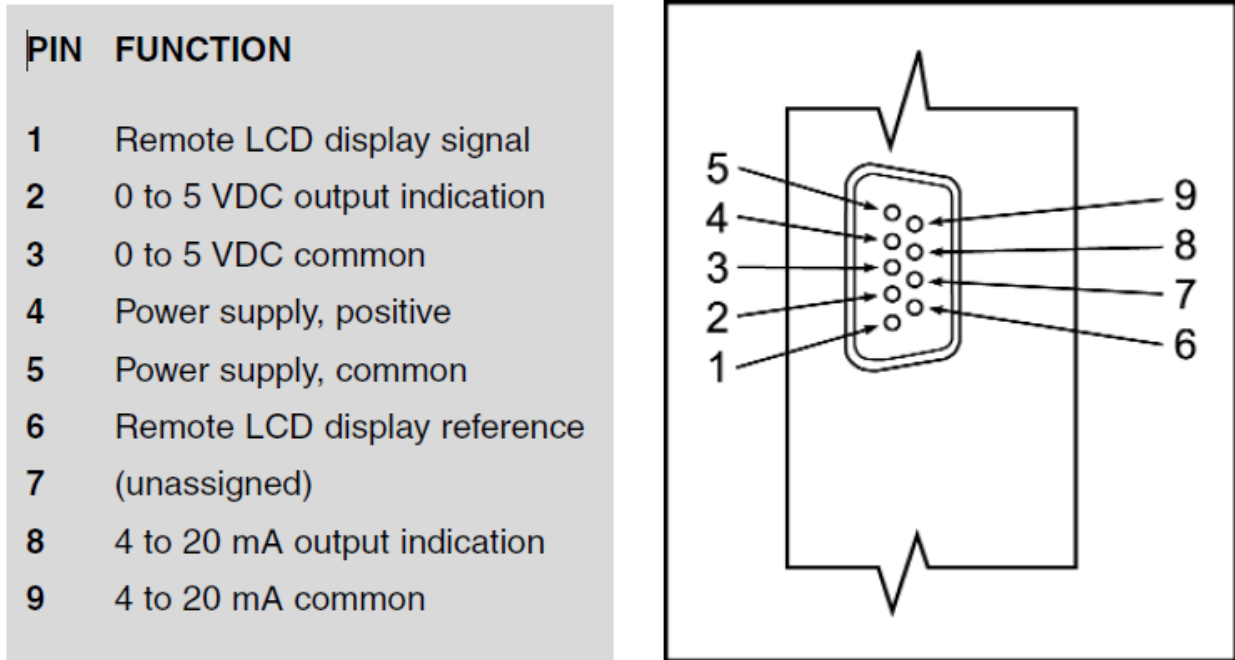 PIN FUNCTION
1 Remote LCD display signal
2 0 to 5 VDC output indication
3 0 to 5 VDC common
4 Power supply, positive
5 Power supply, common
6 Remote LCD display reference
7 (unassigned)
8 4 to 20 mA output indication
9 4 to 20 mA common
5
4
3
2
1
9
8
7
6